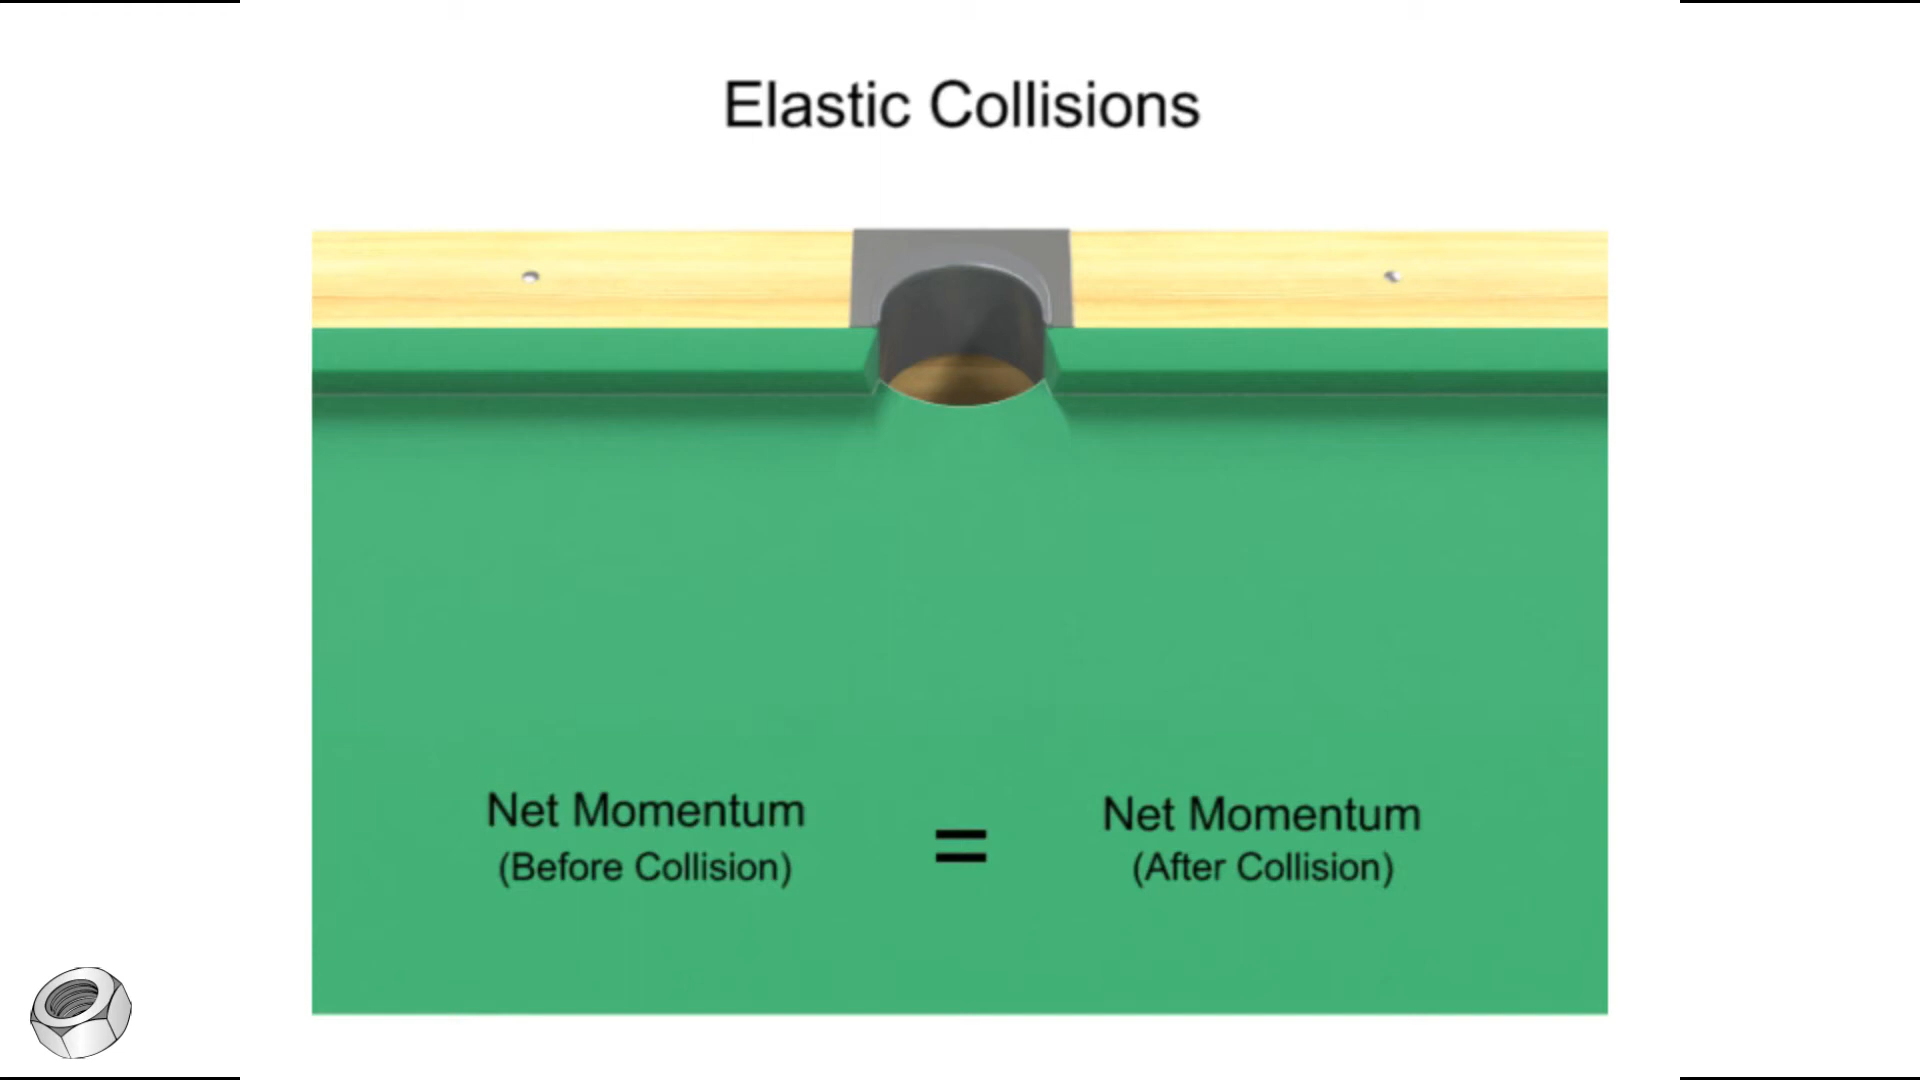 Elastic Collisions
Net Momentum
(Before Collision)
=
Net Momentum
(After Collision)